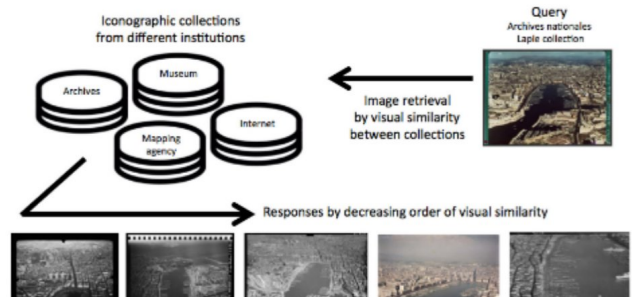 Iconographic collections
from different institutions
Query
Archives nationales
Lapie collection
Archives
Museum
Internet
Mapping
agency
Image retrieval
by visual similarity
between collections
Responses by decreasing order of visual similarity